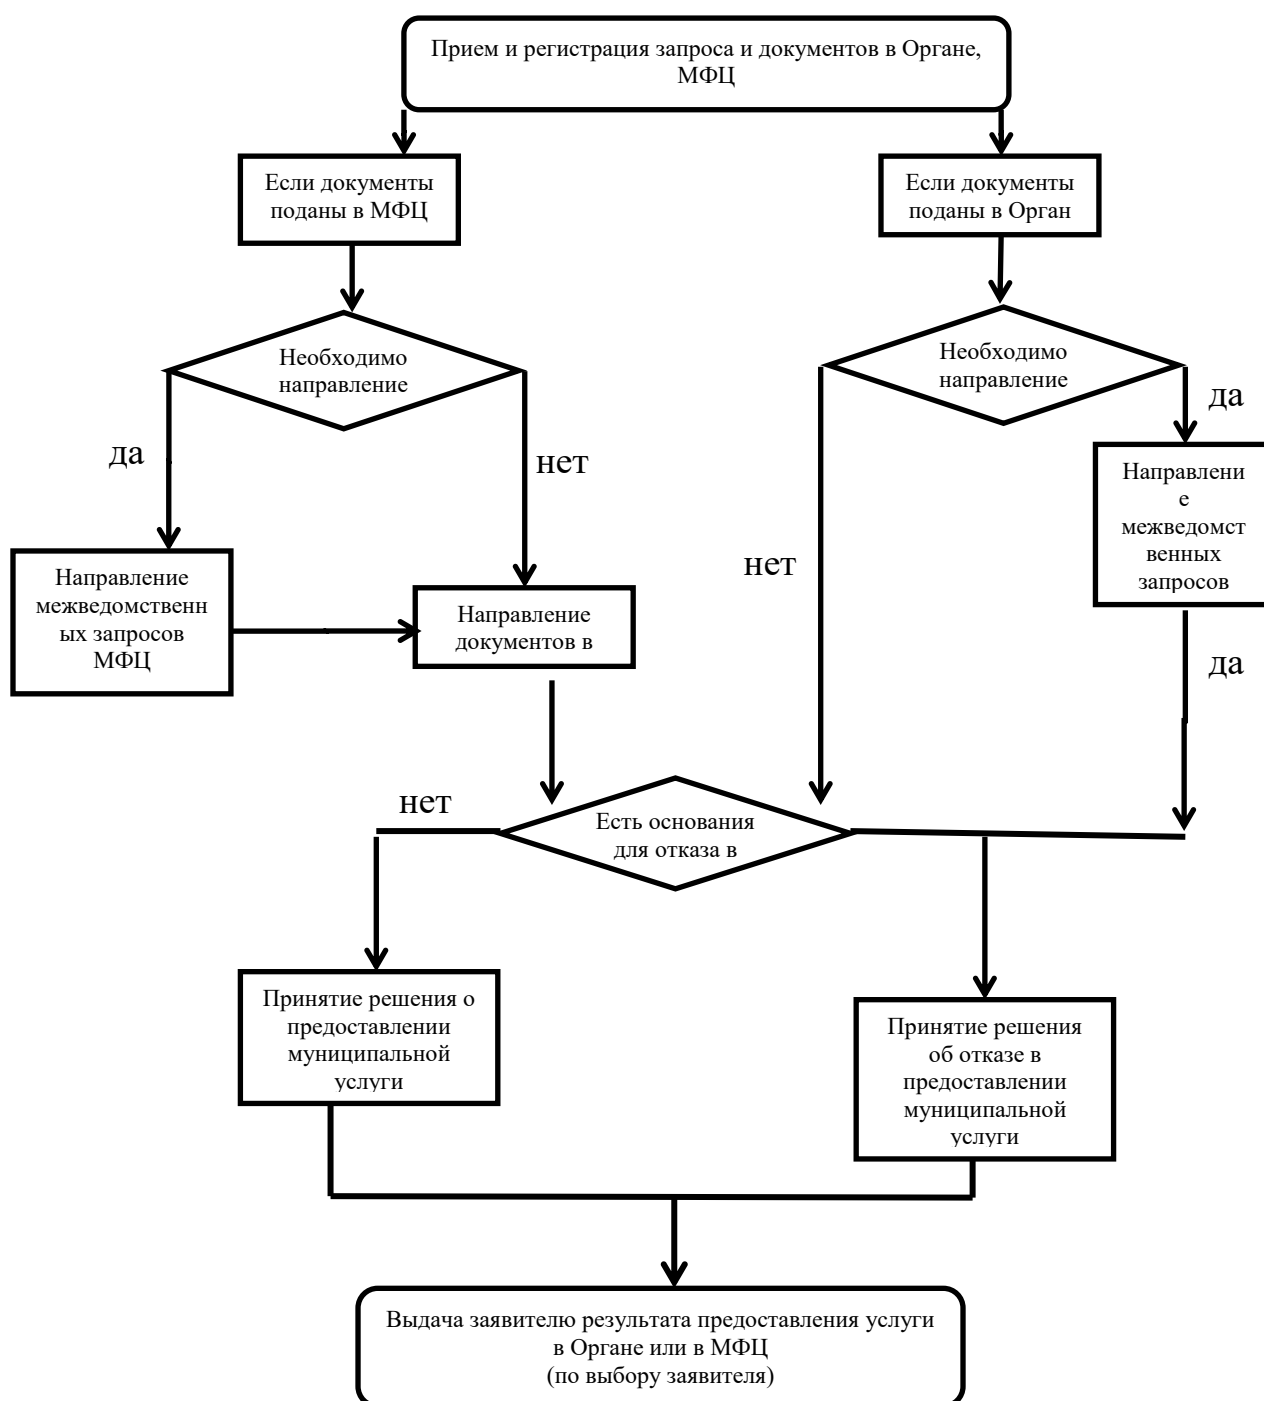 Прием и регистрация запроса и документов в Органе,
МФЦ
Если документы
поданы в МФЦ
Если документы
поданы в Орган
Необходимо
направление
Необходимо
направление
да
нет
нет
да
Направлени
е
межведомст
венных
запросов
Направление
межведомственн
ых запросов
МФЦ
Направление
документов в
да
нет
Есть основания
для отказа в
Принятие решения о
предоставлении
муниципальной
услуги
Принятие решения
об отказе в
предоставлении
муниципальной
услуги
Выдача заявителю результата предоставления услуги
в Органе или в МФЦ
(по выбору заявителя)